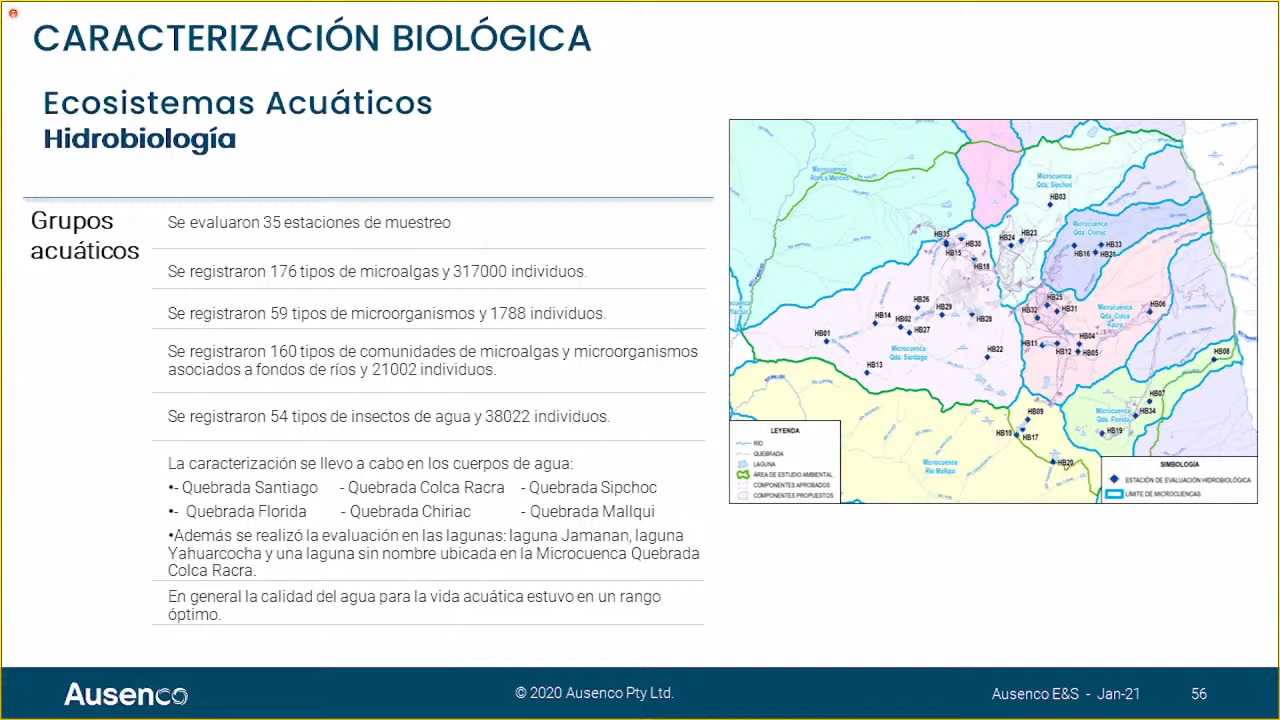 CARACTERIZACIÓN BIOLÓGICA
Ecosistemas Acuáticos
Hidrobiología
Grupos
acuáticos
Se evaluaron 35 estaciones de muestreo
Se registraron 176 tipos de microalgas y 317000 individuos.
Se registraron 59 tipos de microorganismos y 1788 individuos.
Se registraron 160 tipos de comunidades de microalgas y microorganismos
asociados a fondos de ríos y 21002 individuos.
Se registraron 54 tipos de insectos de agua y 38022 individuos.
La caracterización se llevo a cabo en los cuerpos de agua:
•- Quebrada Santiago - Quebrada Colca Racra - Quebrada Sipchoc
•- Quebrada Florida - Quebrada Chiriac - Quebrada Mallqui
•Además se realizó la evaluación en las lagunas: laguna Jamanan, laguna
Yahuarcocha y una laguna sin nombre ubicada en la Microcuenca Quebrada
Colca Racra.
En general la calidad del agua para la vida acuática estuvo en un rango
óptimo.
Microcuenca
Microcuenca
Qda. Sipchoc
HB03
Microcuenca
Qda. Chiriac
HB35
HB30
HB15
HB18
HB24
HB23
HB33
HB16
HB21
HB26
HB29
HB14
HB02
HB27
HB28
HB01
HB13
HB22
Microcuenca
Qda. Santiago
HB25
HB32
HB31
Microcuenca
Qda. Colca
Racra
HB06
HB04
HB11
HB12
HB05
HB08
HB07
HB34
HB19
Microcuenca
Qda. Florida
HB09
HB10
HB17
HB20
Microcuenca
Río Mallqui
LEYENDA
RÍO
QUEBRADA
LAGUNA
ÁREA DE ESTUDIO AMBIENTAL
COMPONENTES APROBADOS
COMPONENTES PROPUESTOS
SIMBOLOGÍA
ESTACIÓN DE EVALUACIÓN HIDROBIOLÓGICA
LÍMITE DE MICROCUENCAS
Ausenco
© 2020 Ausenco Pty Ltd.
Ausenco E&S - Jan-21
56